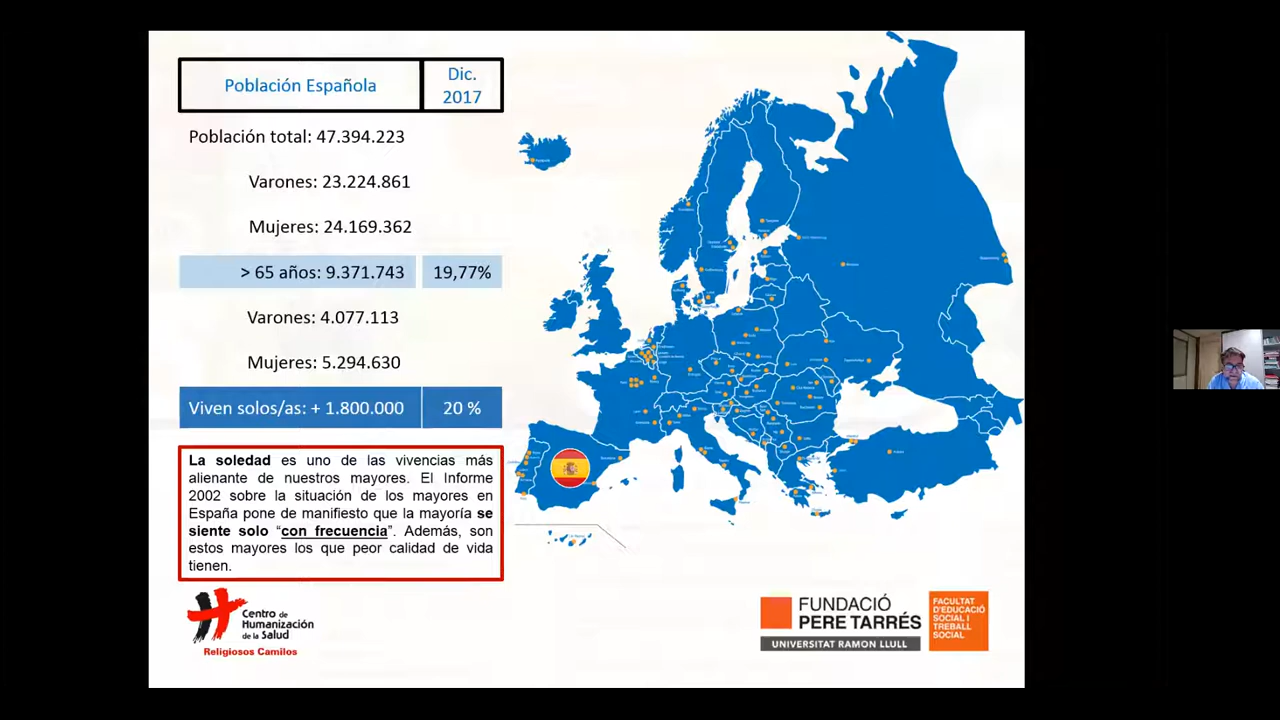 Población Española
Dic.
2017
Población total: 47.394.223
Varones: 23.224.861
Mujeres: 24.169.362
> 65 años: 9.371.743 19,77%
Varones: 4.077.113
Mujeres: 5.294.630
Viven solos/as: + 1.800.000 20 %
La soledad es uno de las vivencias más
alienante de nuestros mayores. El Informe
2002 sobre la situación de los mayores en
España pone de manifiesto que la mayoría se
siente solo “con frecuencia”. Además, son
estos mayores los que peor calidad de vida
tienen.
Centro de
Humanización
de la Salud
Religiosos Camilos
FUNDACIÓ
PERE TARRÉS
UNIVERSITAT RAMON LLULL
FACULTAT
D'EDUCACIÓ
SOCIAL I
TREBALL
SOCIAL